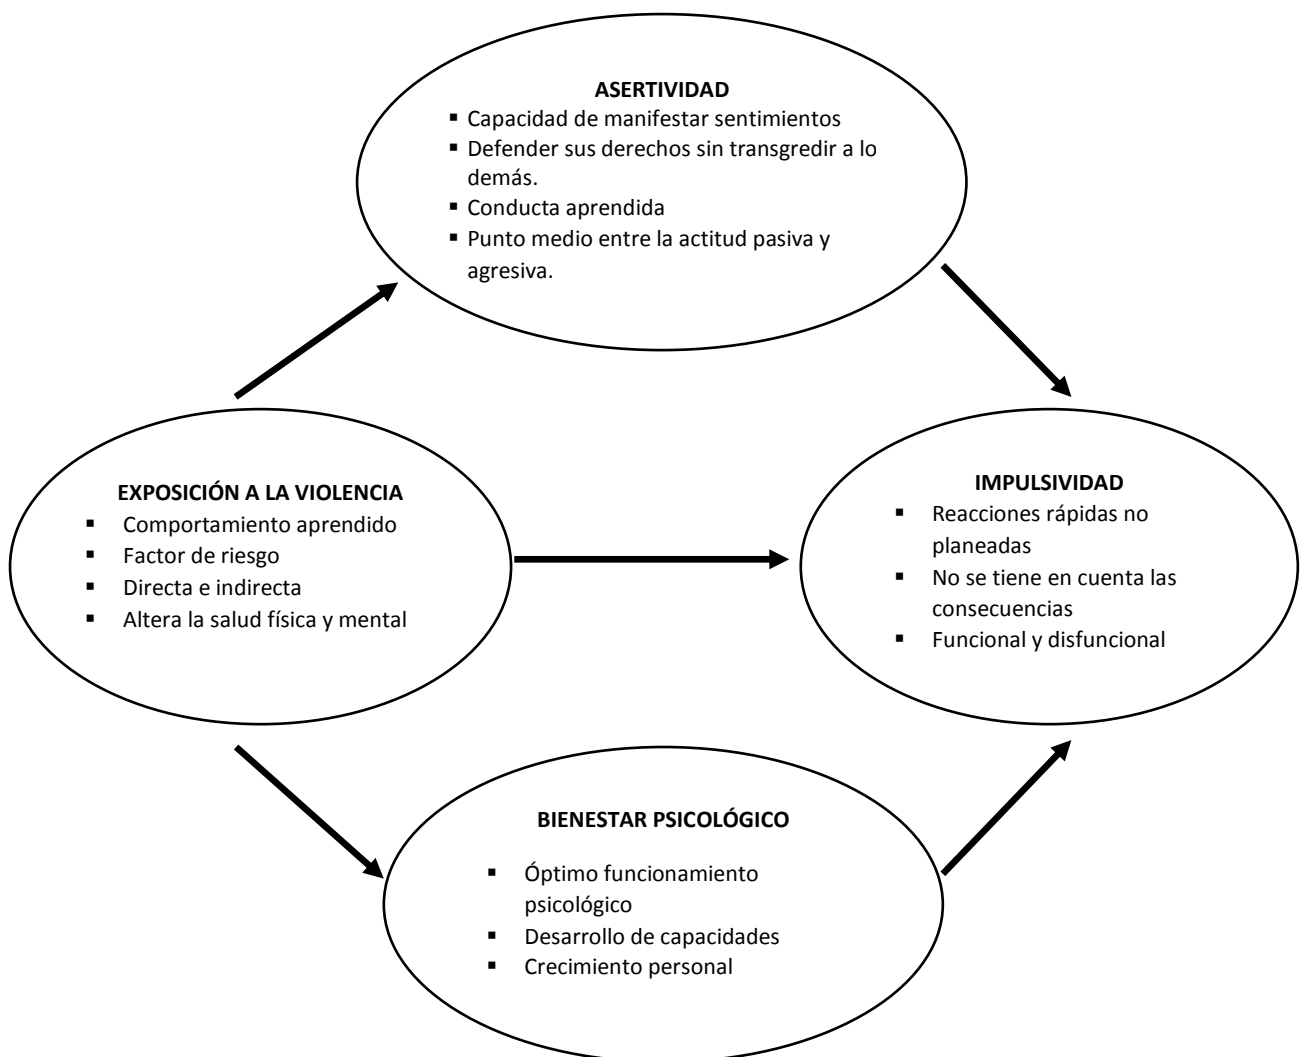 ASERTIVIDAD
▪ Capacidad de manifestar sentimientos
▪ Defender sus derechos sin transgredir a lo
demás.
▪ Conducta aprendida
▪ Punto medio entre la actitud pasiva y
agresiva.
EXPOSICIÓN A LA VIOLENCIA
▪ Comportamiento aprendido
▪ Factor de riesgo
▪ Directa e indirecta
▪ Altera la salud física y mental
IMPULSIVIDAD
▪ Reacciones rápidas no
planeadas
▪ No se tiene en cuenta las
consecuencias
▪ Funcional y disfuncional
BIENESTAR PSICOLÓGICO
▪ Óptimo funcionamiento
psicológico
▪ Desarrollo de capacidades
▪ Crecimiento personal